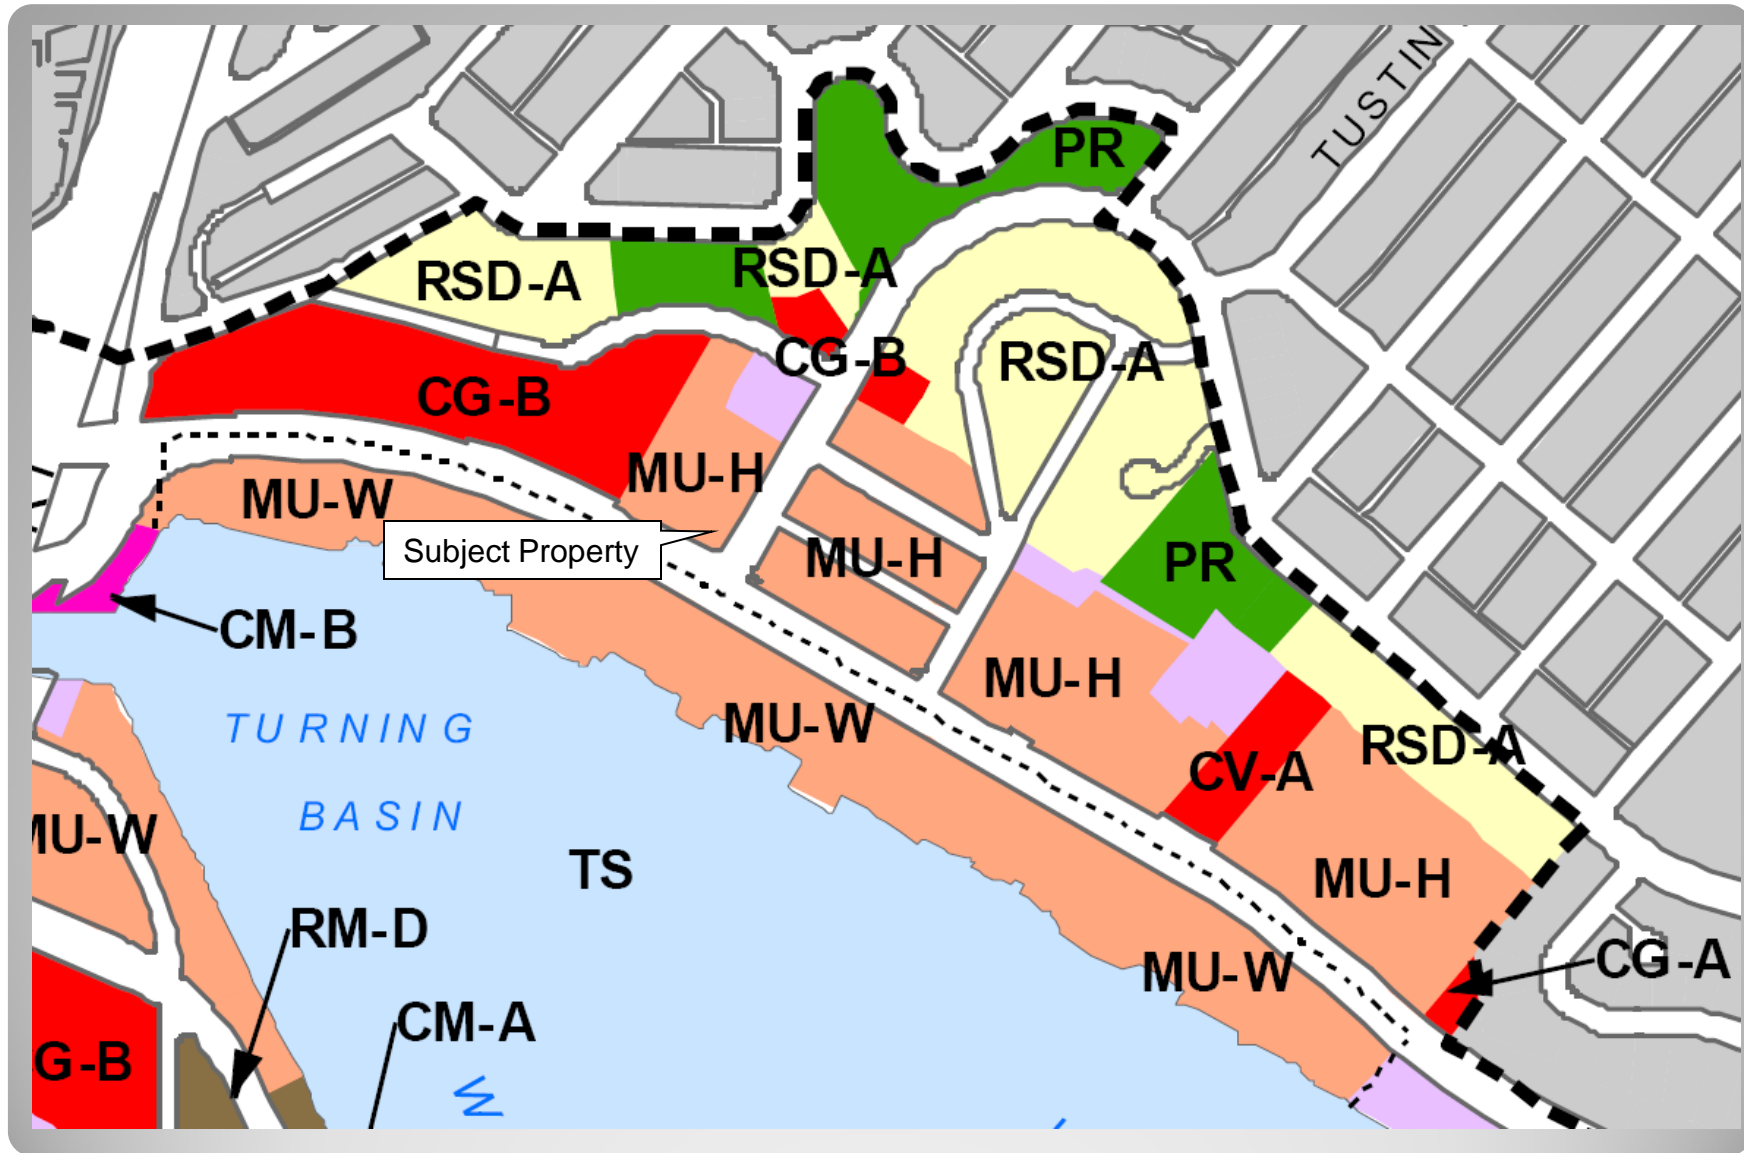 TUSTIN
PR
RSD-A
RSD-A
CG-B
RSD-A
CG-B
MU-H
MU-W
Subject Property
MU-H
PR
CM-B
MU-H
MU-W
TURNING
BASIN
RSD-A
CV-A
MU-W
TS
MU-H
RM-D
CG-A
MU-W
CM-A
G-B
W